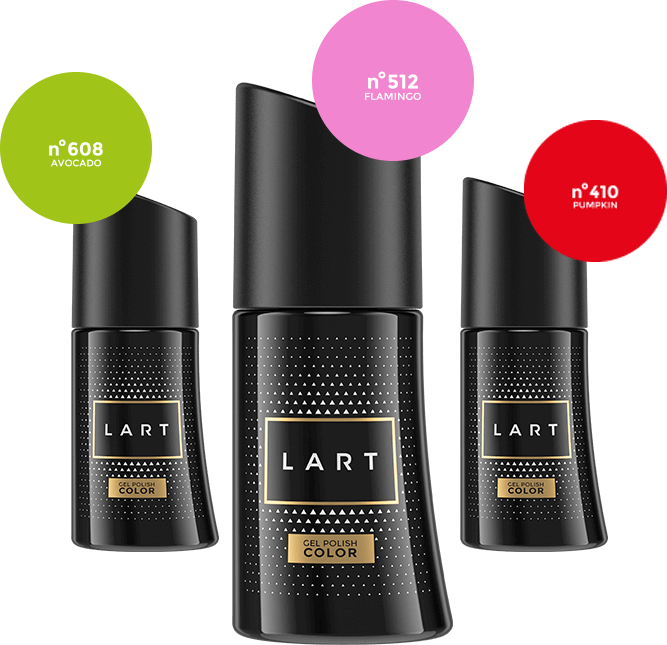 n°512
FLAMINGO
n°608
AVOCADO
n°410
PUMPKIN
LART
GEL POLISH
COLOR
LART
GEL POLISH
COLOR
LART
GEL POLISH
COLOR